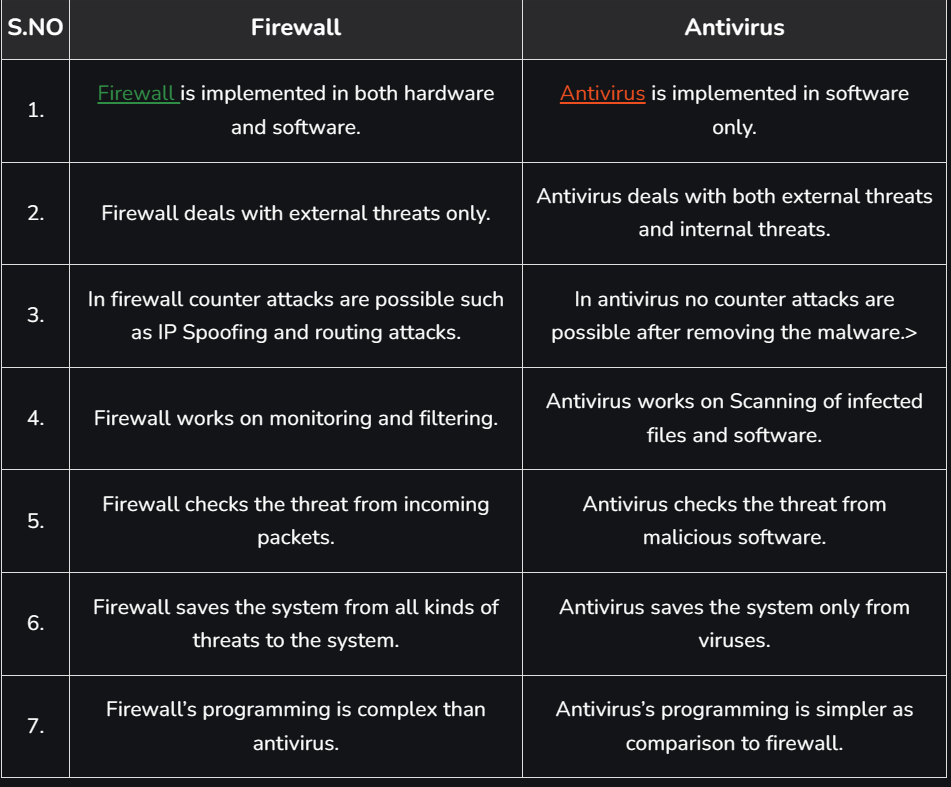 S.NO Firewall Antivirus
1.
Firewall is implemented in both hardware
and software.
Antivirus is implemented in software
only.
2.
Firewall deals with external threats only.
Antivirus deals with both external threats
and internal threats.
3.
In firewall counter attacks are possible such
as IP Spoofing and routing attacks.
In antivirus no counter attacks are
possible after removing the malware.>
4.
Firewall works on monitoring and filtering.
Antivirus works on Scanning of infected
files and software.
5.
Firewall checks the threat from incoming
packets.
Antivirus checks the threat from
malicious software.
6.
Firewall saves the system from all kinds of
threats to the system.
Antivirus saves the system only from
viruses.
7.
Firewall’s programming is complex than
antivirus.
Antivirus’s programming is simpler as
comparison to firewall.